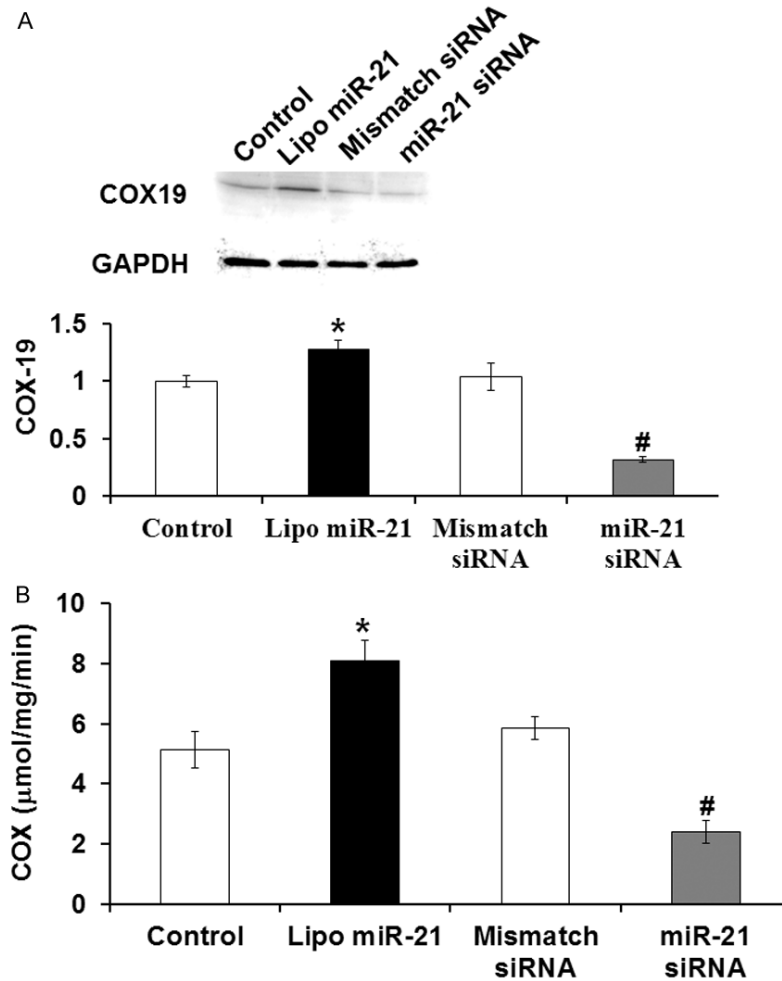 A
Control
Lipo miR-21
Mismatch siRNA
miR-21 siRNA
COX19
GAPDH
COX-19
1.5
*
1
0.5
#
0
Control
Lipo miR-21
Mismatch
siRNA
miR-21
siRNA
B
COX (µmol/mg/min)
10
*
8
6
4
#
2
0
Control
Lipo miR-21
Mismatch
siRNA
miR-21
siRNA